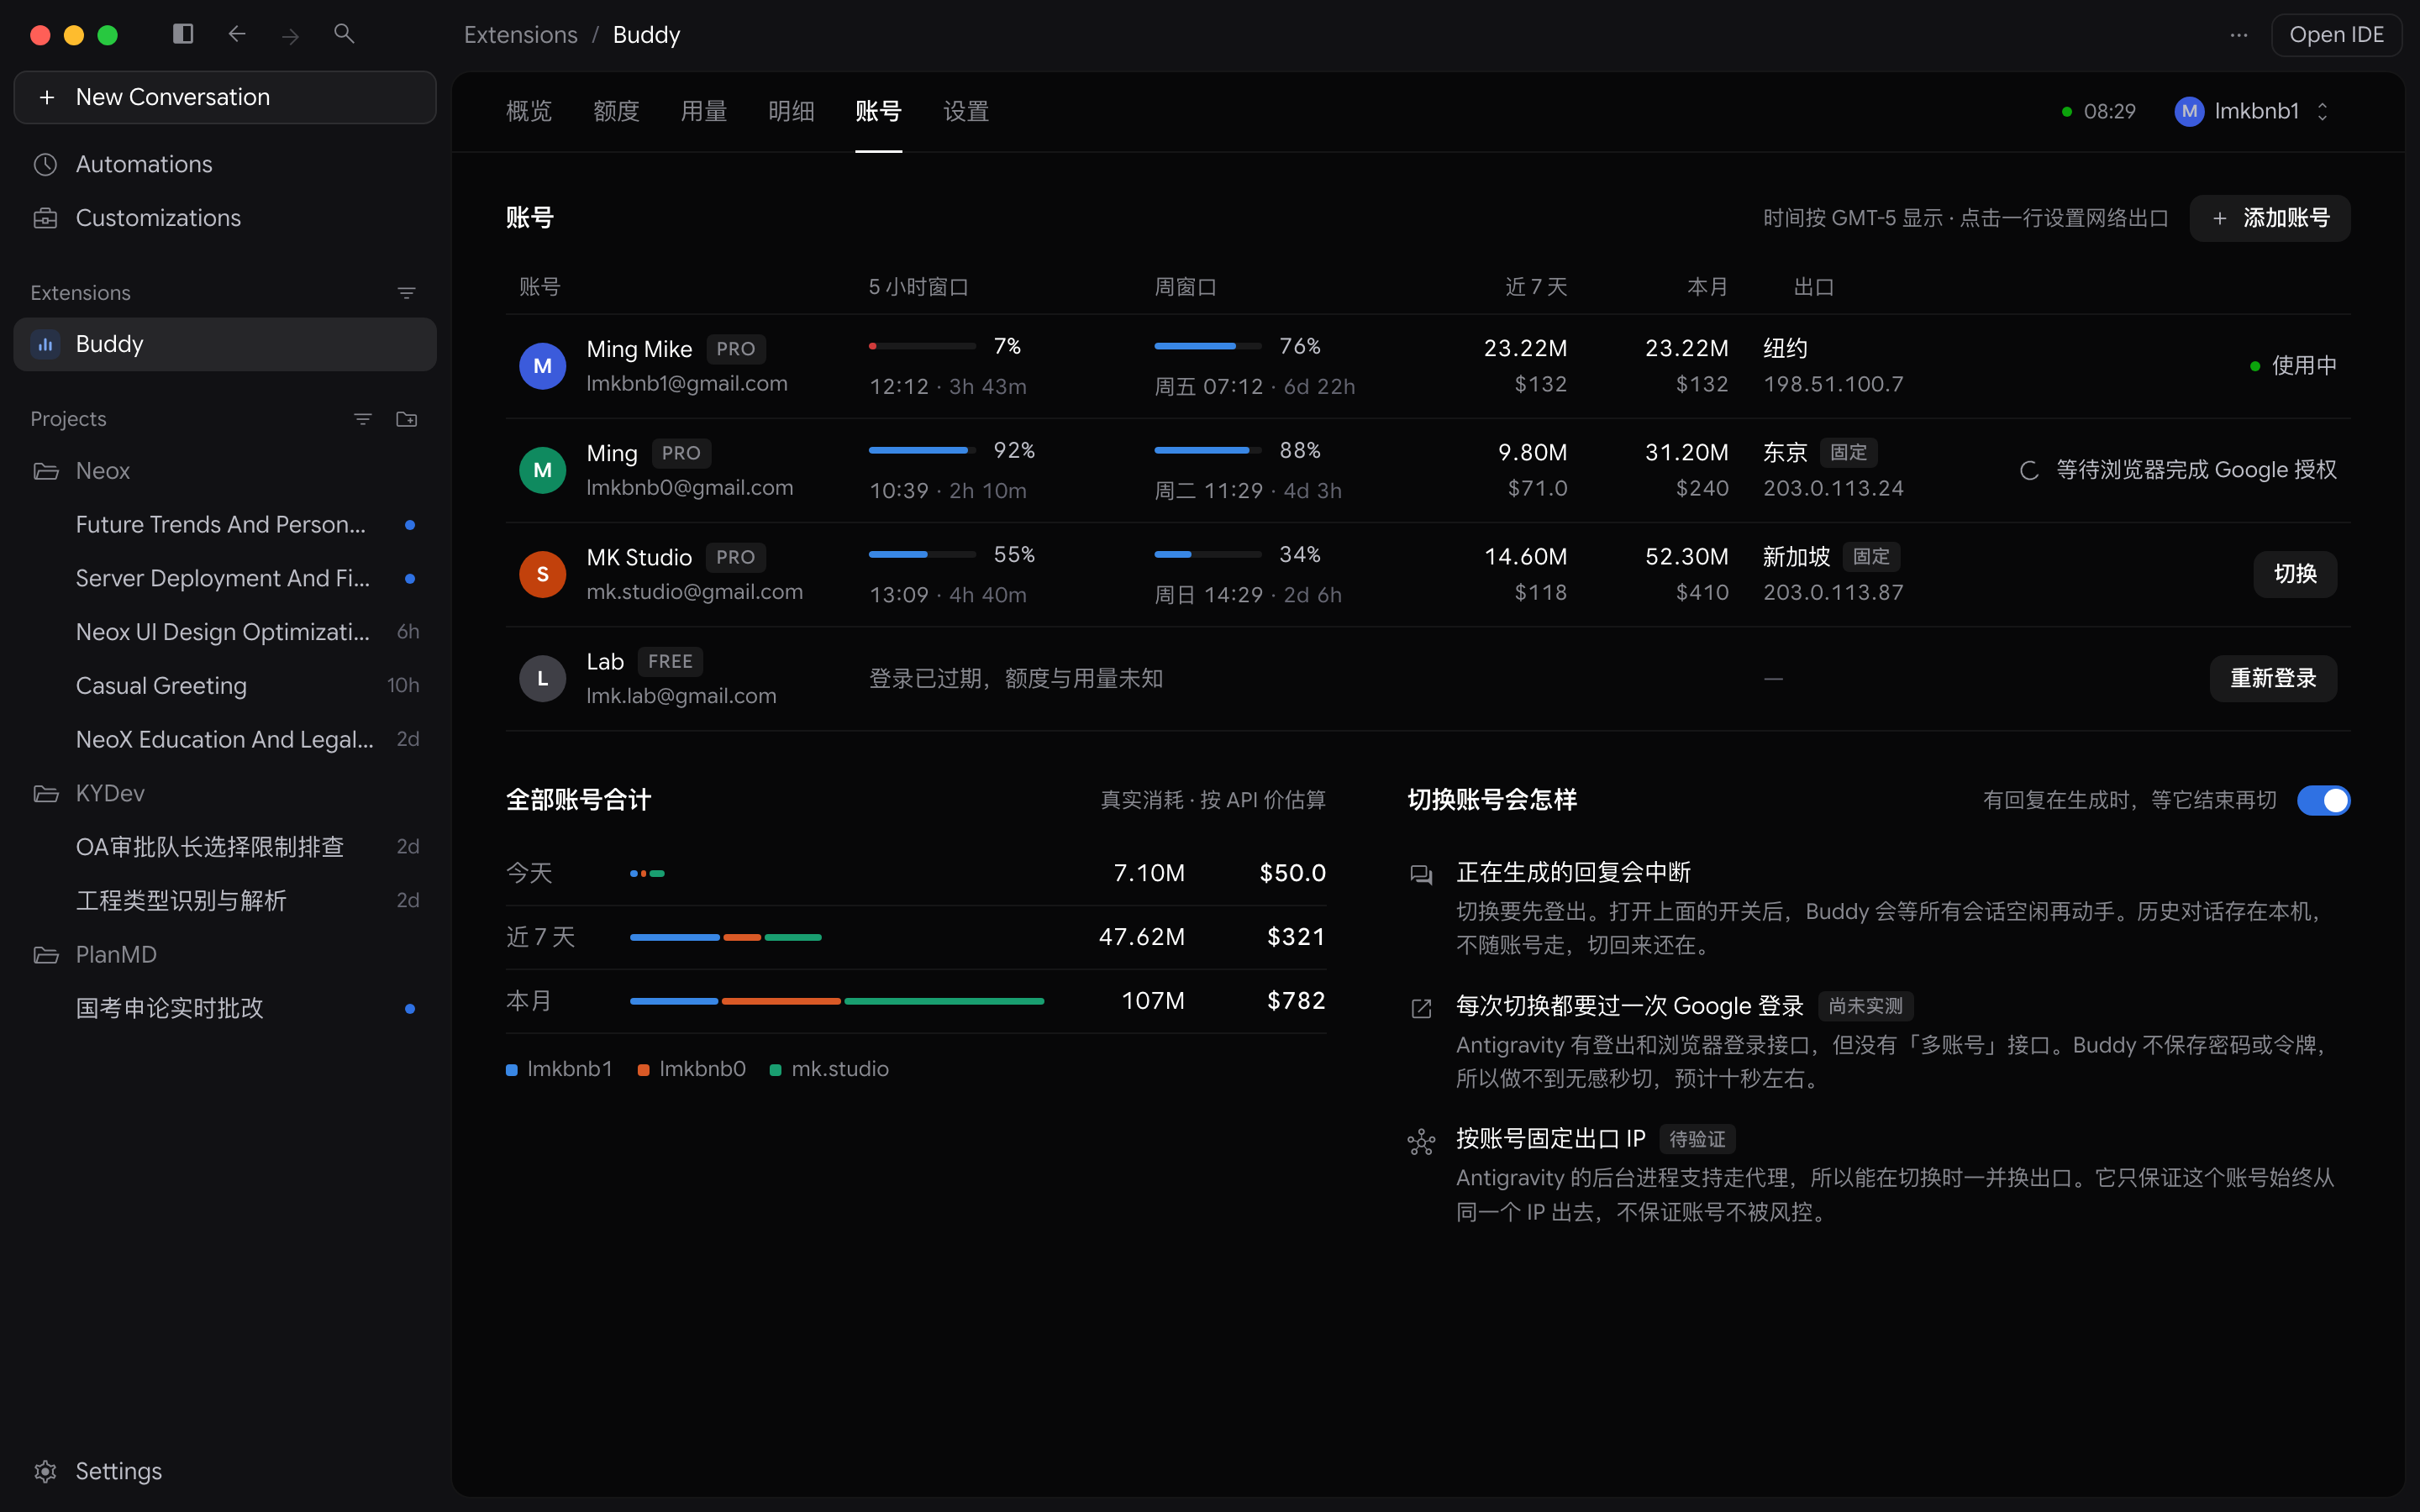 Extensions / Buddy
Open IDE
New Conversation
Automations
Customizations
Extensions
Buddy
Projects
Neox
Future Trends And Person...
Server Deployment And Fi...
Neox UI Design Optimizati... 6h
Casual Greeting 10h
NeoX Education And Legal... 2d
KYDev
OA审批队长选择限制排查 2d
工程类型识别与解析 2d
PlanMD
国考申论实时批改
Settings
概览 额度 用量 明细 账号 设置
08:29 M lmkbnb1
账号 时间按 GMT-5 显示 · 点击一行设置网络出口 添加账号
账号 5 小时窗口 周窗口 近 7 天 本月 出口
M Ming Mike PRO 7% 76% 23.22M 23.22M 纽约 使用中
lmkbnb1@gmail.com 12:12 · 3h 43m 周五 07:12 · 6d 22h $132 $132 198.51.100.7
M Ming PRO 92% 88% 9.80M 31.20M 东京 固定 等待浏览器完成 Google 授权
lmkbnb0@gmail.com 10:39 · 2h 10m 周二 11:29 · 4d 3h $71.0 $240 203.0.113.24
S MK Studio PRO 55% 34% 14.60M 52.30M 新加坡 固定 切换
mk.studio@gmail.com 13:09 · 4h 40m 周日 14:29 · 2d 6h $118 $410 203.0.113.87
L Lab FREE 登录已过期，额度与用量未知 — 重新登录
lmk.lab@gmail.com
全部账号合计 真实消耗 · 按 API 价估算
今天 7.10M $50.0
近 7 天 47.62M $321
本月 107M $782
lmkbnb1 lmkbnb0 mk.studio
切换账号会怎样 有回复在生成时，等它结束再切
正在生成的回复会中断
切换要先登出。打开上面的开关后，Buddy 会等所有会话空闲再动手。历史对话存在本机，
不随账号走，切回来还在。
每次切换都要过一次 Google 登录 尚未实测
Antigravity 有登出和浏览器登录接口，但没有「多账号」接口。Buddy 不保存密码或令牌，
所以做不到无感秒切，预计十秒左右。
按账号固定出口 IP 待验证
Antigravity 的后台进程支持走代理，所以能在切换时一并换出口。它只保证这个账号始终从
同一个 IP 出去，不保证账号不被风控。